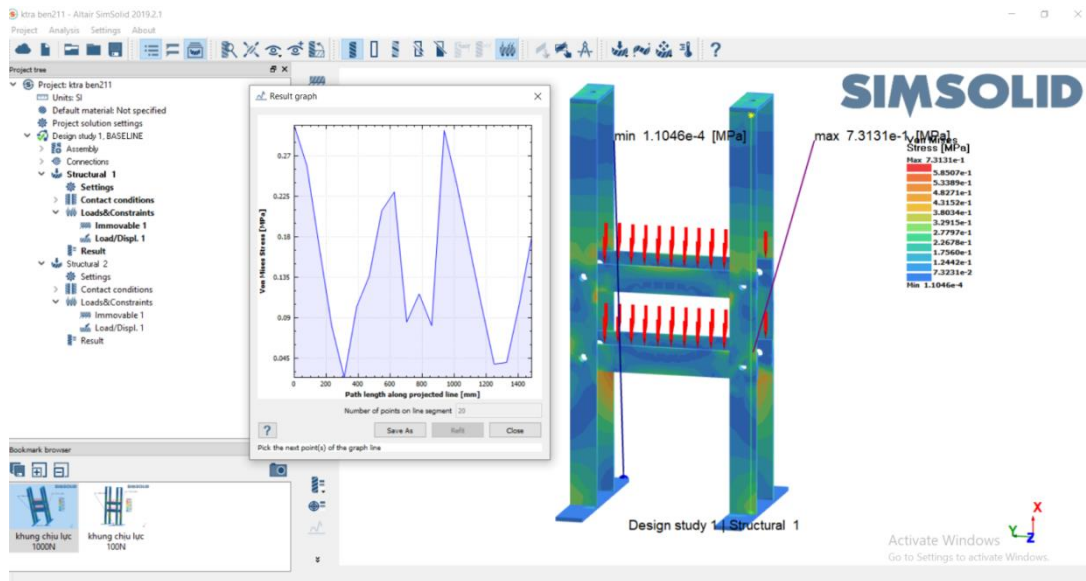 ktra ben211 - Altair SimSolid 2019.2.1
Project Analysis Settings About
Project tree
Project: ktra ben211
Units: SI
Default material: Not specified
Project solution settings
Design study 1, BASELINE
Assembly
Connections
Structural 1
Settings
Contact conditions
Loads&Constraints
Immovable 1
Load/Displ. 1
Result
Structural 2
Settings
Contact conditions
Loads&Constraints
Immovable 1
Load/Displ. 1
Result
Bookmark browser
khung chịu lực
1000N
khung chịu lực
100N
Result graph
Von Mises Stress [MPa]
0.27
0.225
0.18
0.135
0.09
0.045
0 200 400 600 800 1000 1200 1400
Path length along projected line [mm]
Number of points on line segment 20
? Save As Refil Close
Pick the next point(s) of the graph line
SIMSOLID
min 1.1046e-4 [MPa]
max 7.3131e-1 [MPa]
Von Mises
Stress [MPa]
Max 7.3131e-1
5.8507e-1
5.3389e-1
4.8271e-1
4.3152e-1
3.8034e-1
3.2915e-1
2.7797e-1
2.2678e-1
1.7560e-1
1.2442e-1
7.3231e-2
Min 1.1046e-4
Design study 1 | Structural 1
X
Y
Z
Activate Windows
Go to Settings to activate Windows.